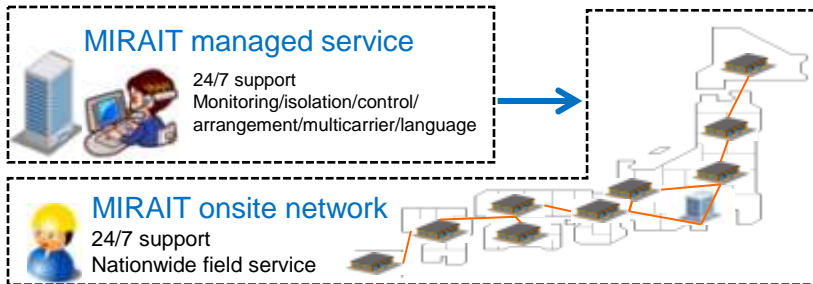 MIRAIT managed service
24/7 support
Monitoring/isolation/control/
arrangement/multicarrier/language
MIRAIT onsite network
24/7 support
Nationwide field service